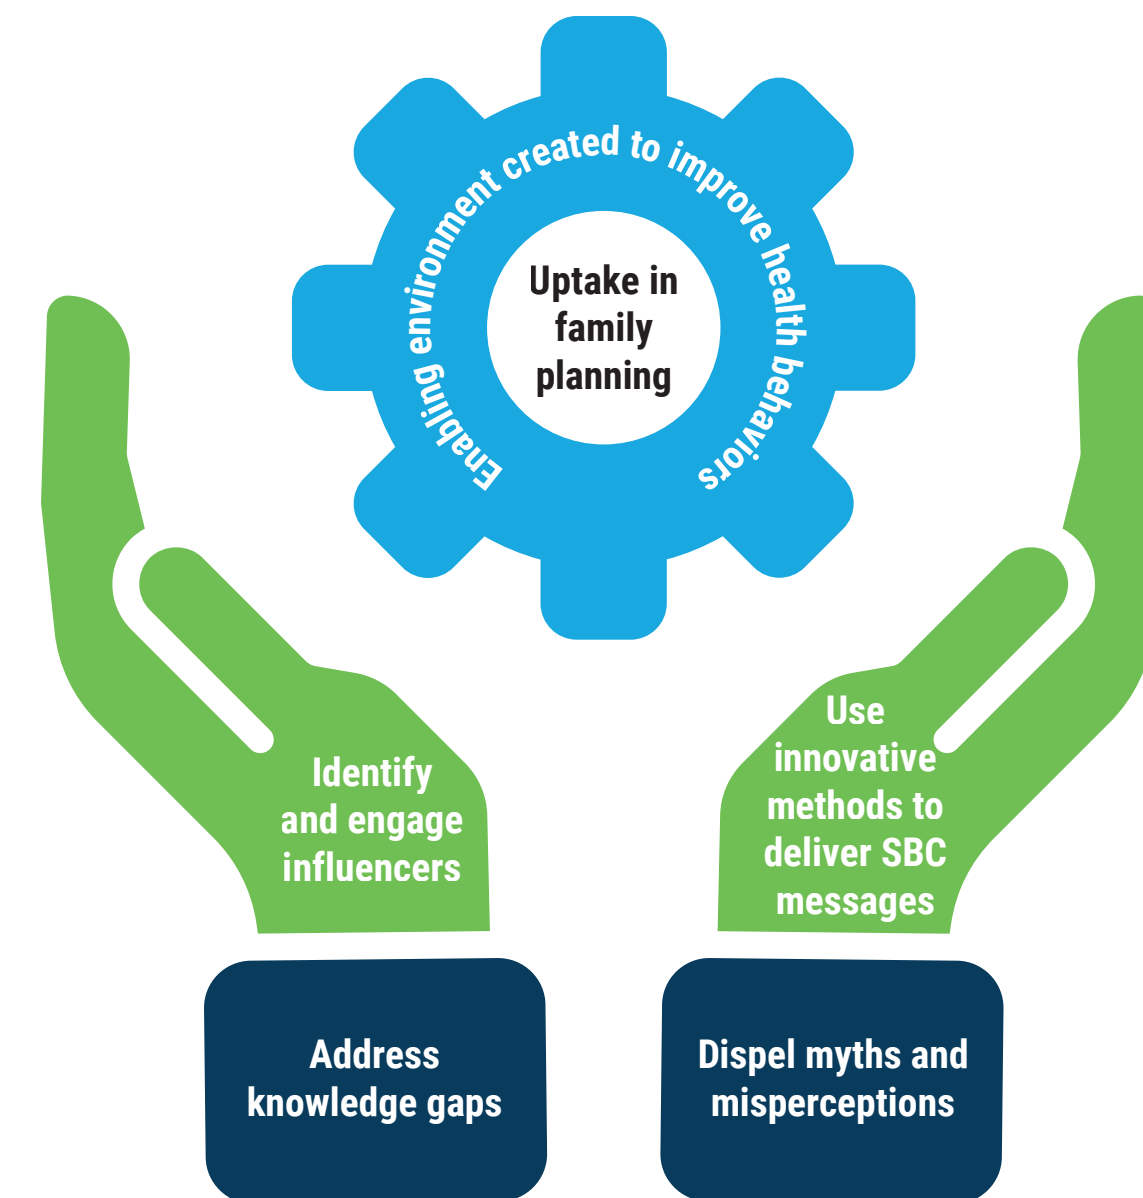 Enabling environment created to improve health behaviors
Uptake in
family
planning
Identify
and engage
influencers
Use
innovative
methods to
deliver SBC
messages
Address
knowledge gaps
Dispel myths and
misperceptions